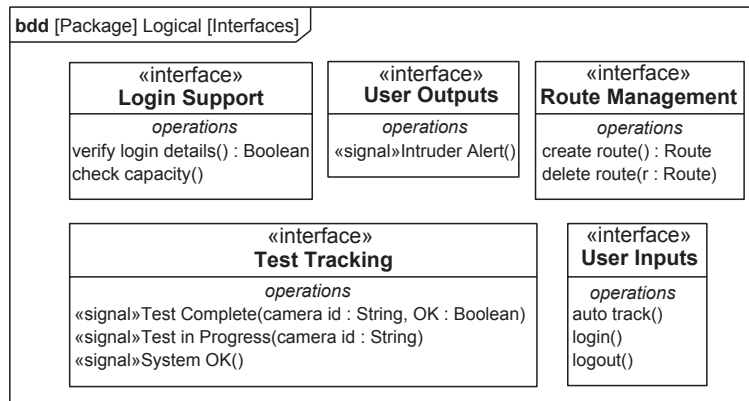 bdd [Package] Logical [Interfaces]
«interface»
Login Support
operations
verify login details() : Boolean
check capacity()
«interface»
User Outputs
operations
«signal»Intruder Alert()
«interface»
Route Management
operations
create route() : Route
delete route(r : Route)
«interface»
Test Tracking
operations
«signal»Test Complete(camera id : String, OK : Boolean)
«signal»Test in Progress(camera id : String)
«signal»System OK()
«interface»
User Inputs
operations
auto track()
login()
logout()